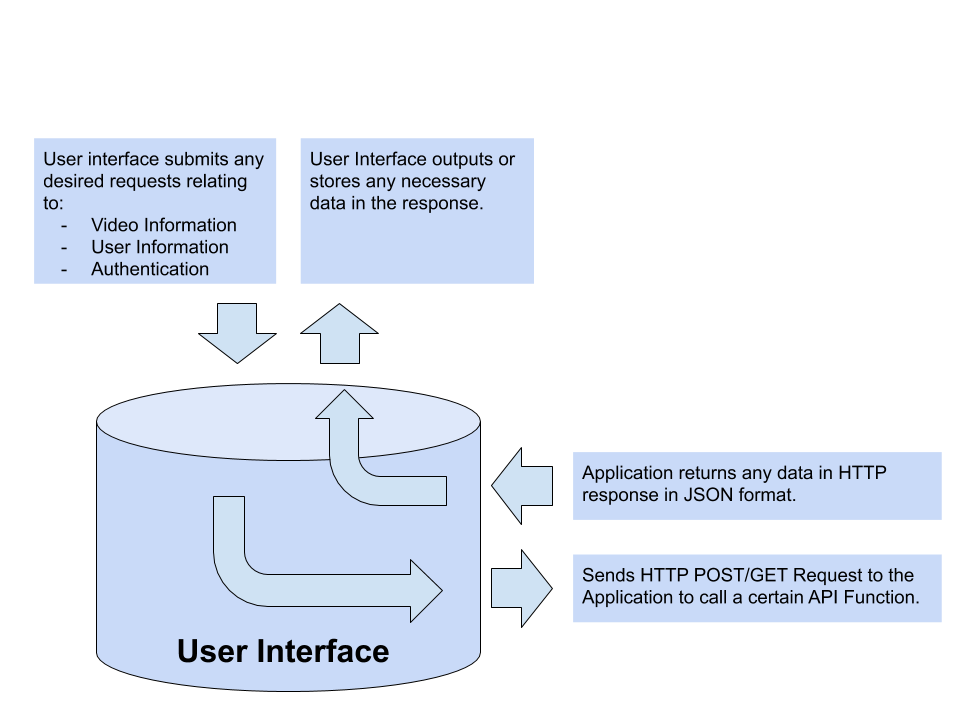 User interface submits any
desired requests relating
to:
- Video Information
- User Information
- Authentication
User Interface outputs or
stores any necessary
data in the response.
Application returns any data in HTTP
response in JSON format.
Sends HTTP POST/GET Request to the
Application to call a certain API Function.
User Interface